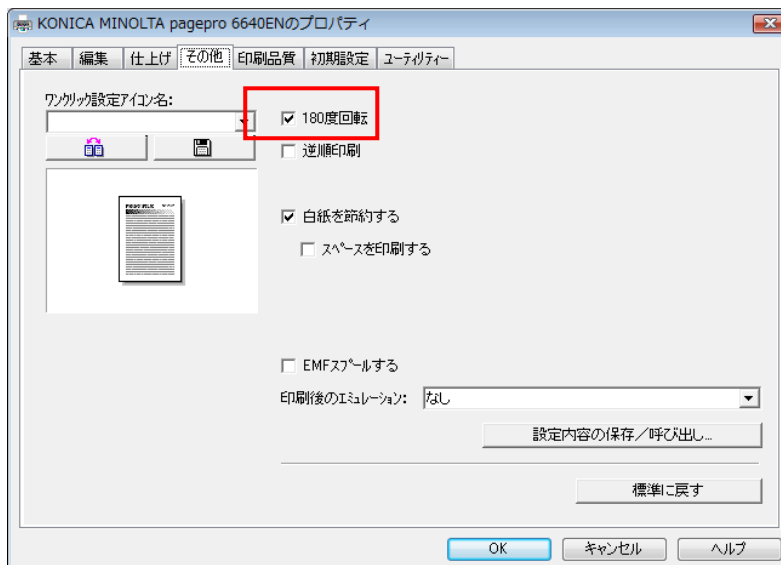 KONICA MINOLTA pagepro 6640ENのプロパティ
基本 編集 仕上げ その他 印刷品質 初期設定 ユーティリティー
ワンクリック設定アイコン名:
180度回転
逆順印刷
白紙を節約する
スペースを印刷する
EMFスプールする
印刷後のエミュレーション: なし
設定内容の保存/呼び出し...
標準に戻す
OK キャンセル ヘルプ